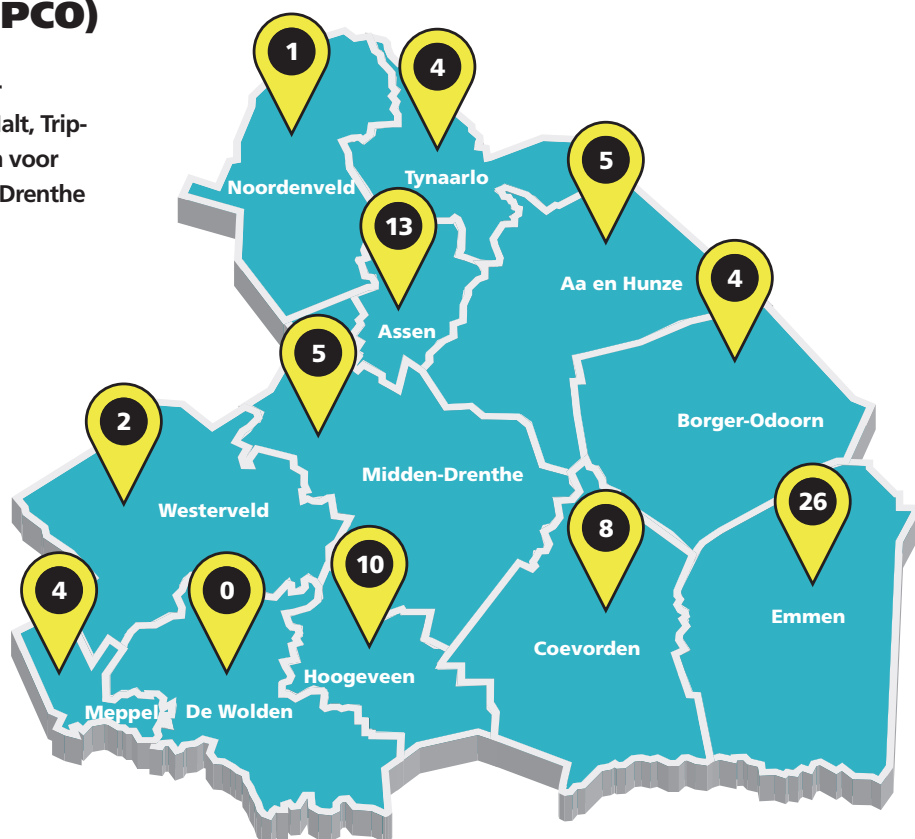 PCO)
alt, Trip-
voor
Drenthe
1
4
Noordenveld
Tynaarlo
5
13
Aa en Hunze
4
Assen
5
2
Borger-Odoorn
Midden-Drenthe
Westerveld
26
8
10
4
0
Emmen
Coevorden
Hoogeveen
Meppel
De Wolden